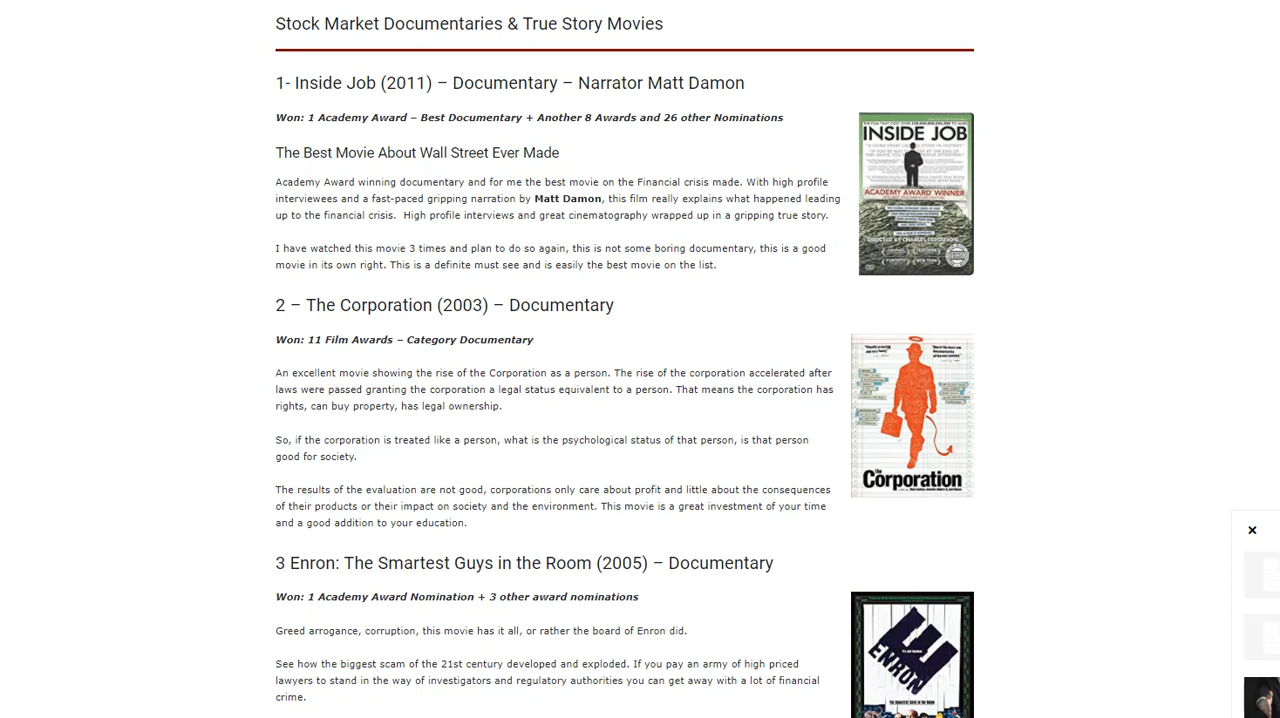 Stock Market Documentaries & True Story Movies
1- Inside Job (2011) – Documentary – Narrator Matt Damon
Won: 1 Academy Award – Best Documentary + Another 8 Awards and 26 other Nominations
The Best Movie About Wall Street Ever Made
Academy Award winning documentary and for me the best movie on the Financial crisis made. With high profile
interviewees and a fast-paced gripping narration by Matt Damon, this film really explains what happened leading
up to the financial crisis. High profile interviews and great cinematography wrapped up in a gripping true story.
I have watched this movie 3 times and plan to do so again, this is not some boring documentary, this is a good
movie in its own right. This is a definite must see and is easily the best movie on the list.
INSIDE JOB
ACADEMY AWARD WINNER
DIRECTED BY CHARLES FERGUSON
2 – The Corporation (2003) – Documentary
Won: 11 Film Awards – Category Documentary
An excellent movie showing the rise of the Corporation as a person. The rise of the corporation accelerated after
laws were passed granting the corporation a legal status equivalent to a person. That means the corporation has
rights, can buy property, has legal ownership.
So, if the corporation is treated like a person, what is the psychological status of that person, is that person
good for society.
The results of the evaluation are not good, corporations only care about profit and little about the consequences
of their products or their impact on society and the environment. This movie is a great investment of your time
and a good addition to your education.
the
Corporation
3 Enron: The Smartest Guys in the Room (2005) – Documentary
Won: 1 Academy Award Nomination + 3 other award nominations
Greed arrogance, corruption, this movie has it all, or rather the board of Enron did.
See how the biggest scam of the 21st century developed and exploded. If you pay an army of high priced
lawyers to stand in the way of investigators and regulatory authorities you can get away with a lot of financial
crime.
ENRON